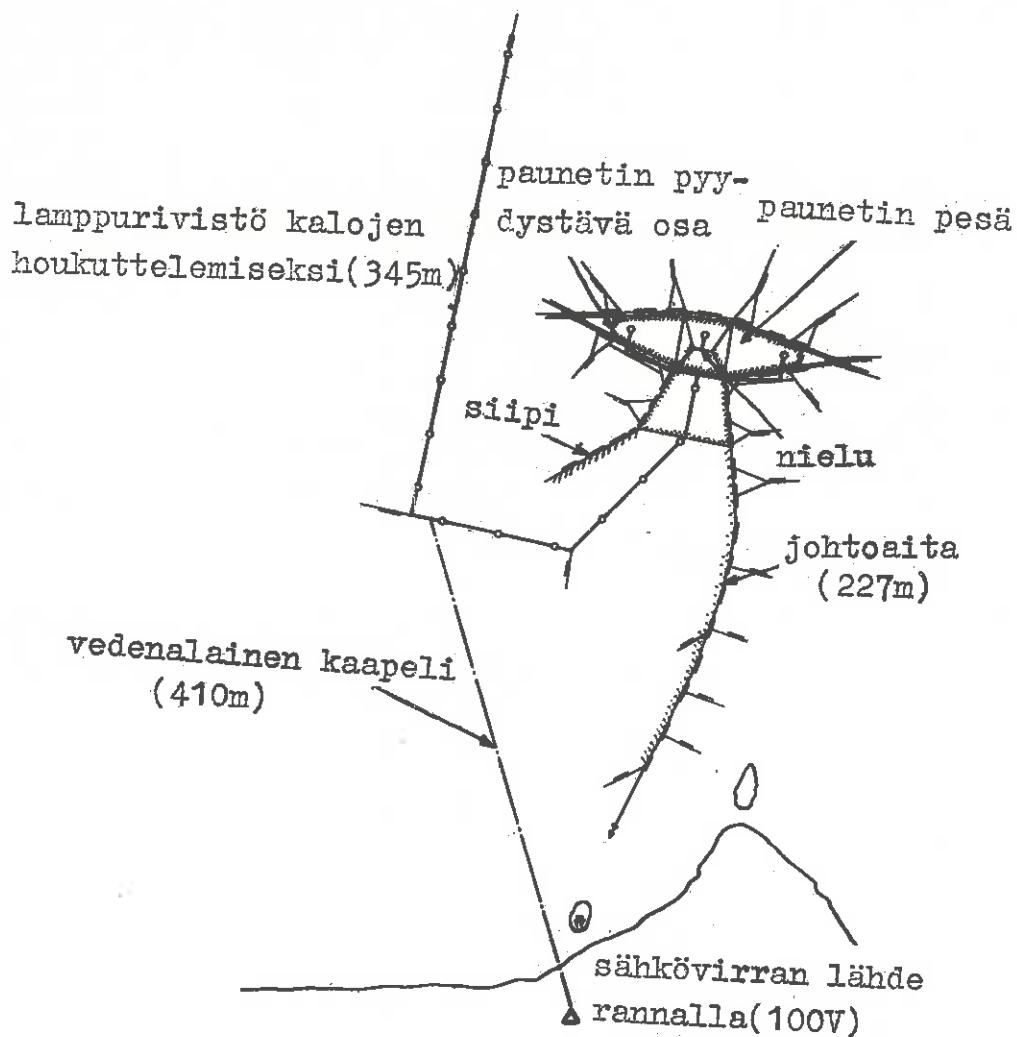 paunetin pyy-
dystävä osa
paunetin pesä
lamppurivistö kalojen
houkuttelemiseksi(345m)
siipi
nielu
johtoaita
(227m)
vedenalainen kaapeli
(410m)
sähkövirran lähde
rannalla(100V)